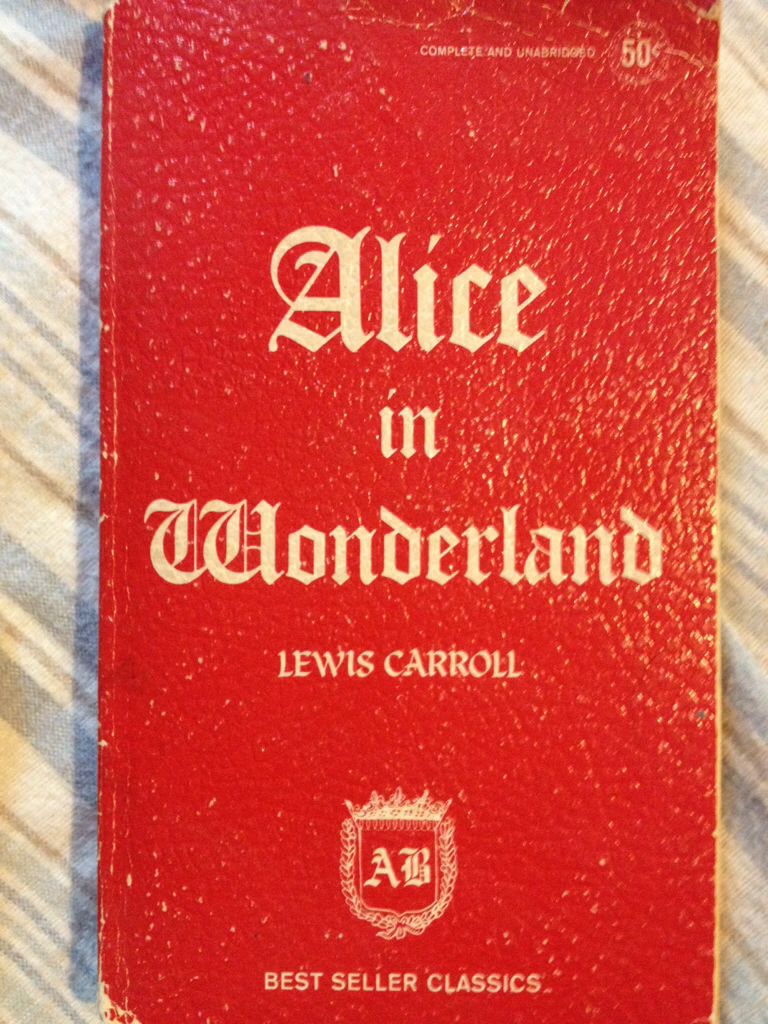 COMPLETE AND UNABRIDGED 50¢
Alice
in
Wonderland
LEWIS CARROLL
AB
BEST SELLER CLASSICS